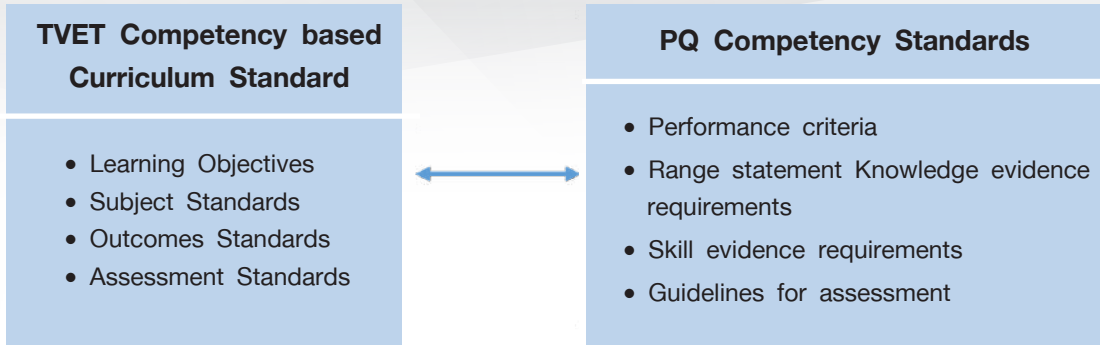 TVET Competency based
Curriculum Standard
• Learning Objectives
• Subject Standards
• Outcomes Standards
• Assessment Standards
PQ Competency Standards
• Performance criteria
• Range statement Knowledge evidence
requirements
• Skill evidence requirements
• Guidelines for assessment